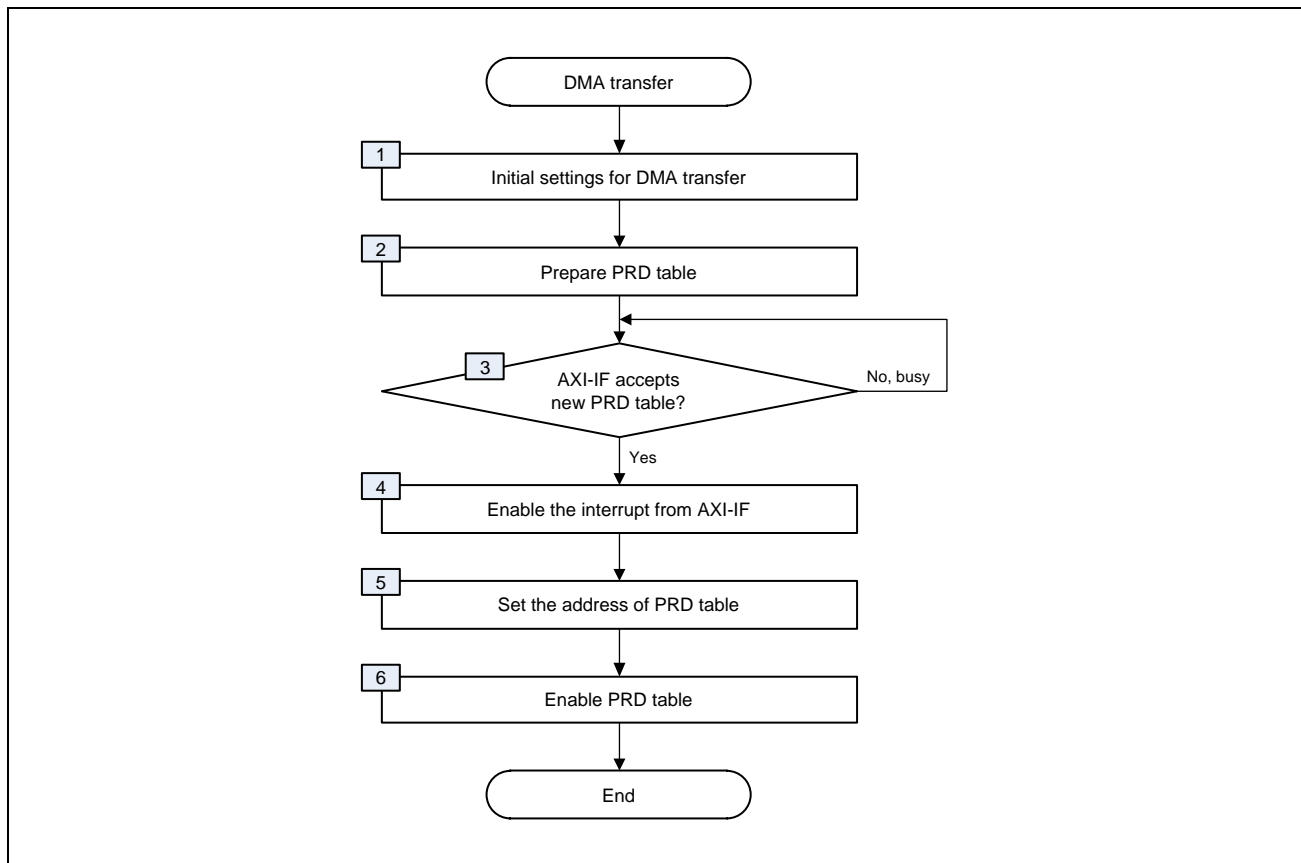 DMA transfer
1
Initial settings for DMA transfer
2
Prepare PRD table
3
AXI-IF accepts
new PRD table?
No, busy
Yes
4
Enable the interrupt from AXI-IF
5
Set the address of PRD table
6
Enable PRD table
End